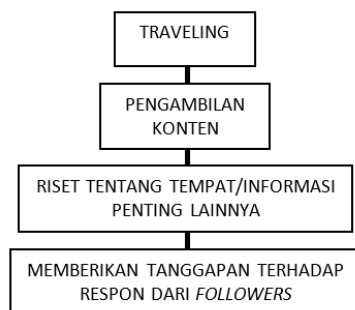 TRAVELING
PENGAMBILAN
KONTEN
RISET TENTANG TEMPAT/INFORMASI
PENTING LAINNYA
MEMBERIKAN TANGGAPAN TERHADAP
RESPON DARI FOLLOWERS